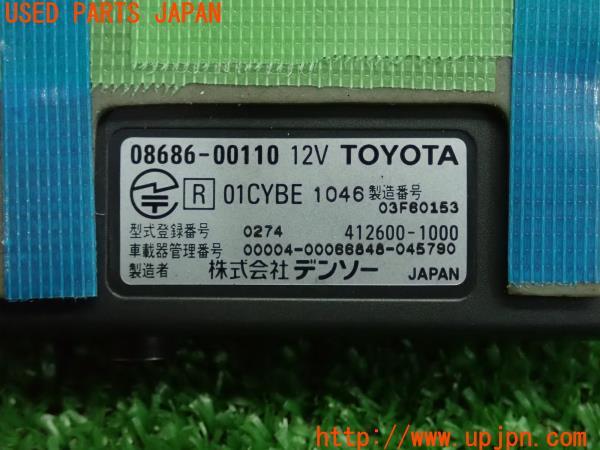 USED PARTS JAPAN
08686-00110 12V TOYOTA
R 01CYBE 1046 製造番号
03F60153
型式登録番号 0274 412600-1000
車載器管理番号 00004-00066848-045790
製造者 株式会社 デンソー JAPAN
(c)UPJ http://www.upjpn.com/